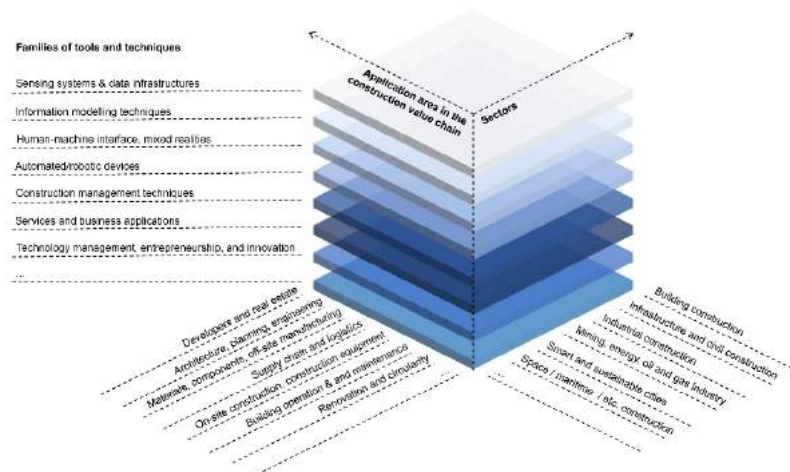 Families of tools and techniques
Sensing systems & data infrastructures
Information modelling techniques
Human-machine interface, mixed realities
Automated/robotic devices
Construction management techniques
Services and business applications
Technology management, entrepreneurship, and innovation
...
Application area in the
construction value chain
Sectors
Developers and real estate
Architecture, planning, engineering
Materials, components, off-site manufacturing
Supply chain and logistics
On-site construction, construction equipment
Building operation & and maintenance
Renovation and circularity
Building construction
Infrastructure and civil construction
Industrial construction
Mining, energy, oil and gas industry
Smart and sustainable cities
Space / maritime / etc. construction